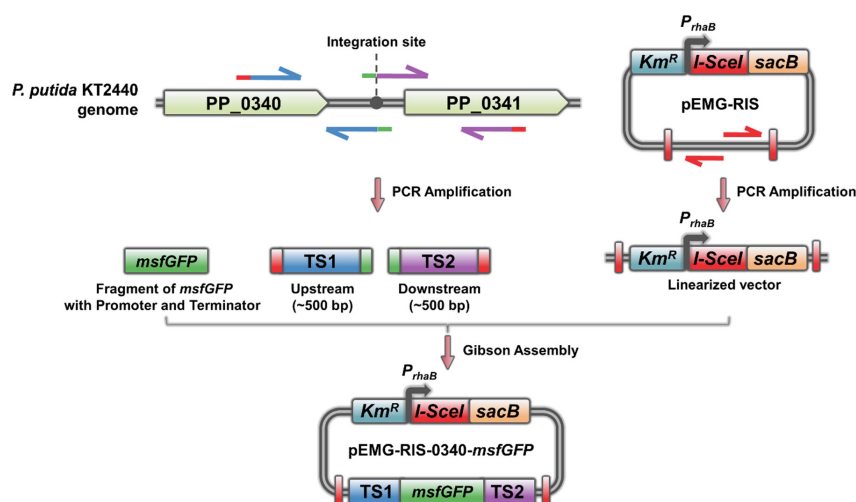 Integration site
P. putida KT2440
genome
PP_0340
PP_0341
PrhaB
KmR
I-SceI
sacB
pEMG-RIS
PCR Amplification
PCR Amplification
msfGFP
Fragment of msfGFP
with Promoter and Terminator
TS1
Upstream
(~500 bp)
TS2
Downstream
(~500 bp)
PrhaB
KmR
I-SceI
sacB
Linearized vector
Gibson Assembly
PrhaB
KmR
I-SceI
sacB
pEMG-RIS-0340-msfGFP
TS1
msfGFP
TS2